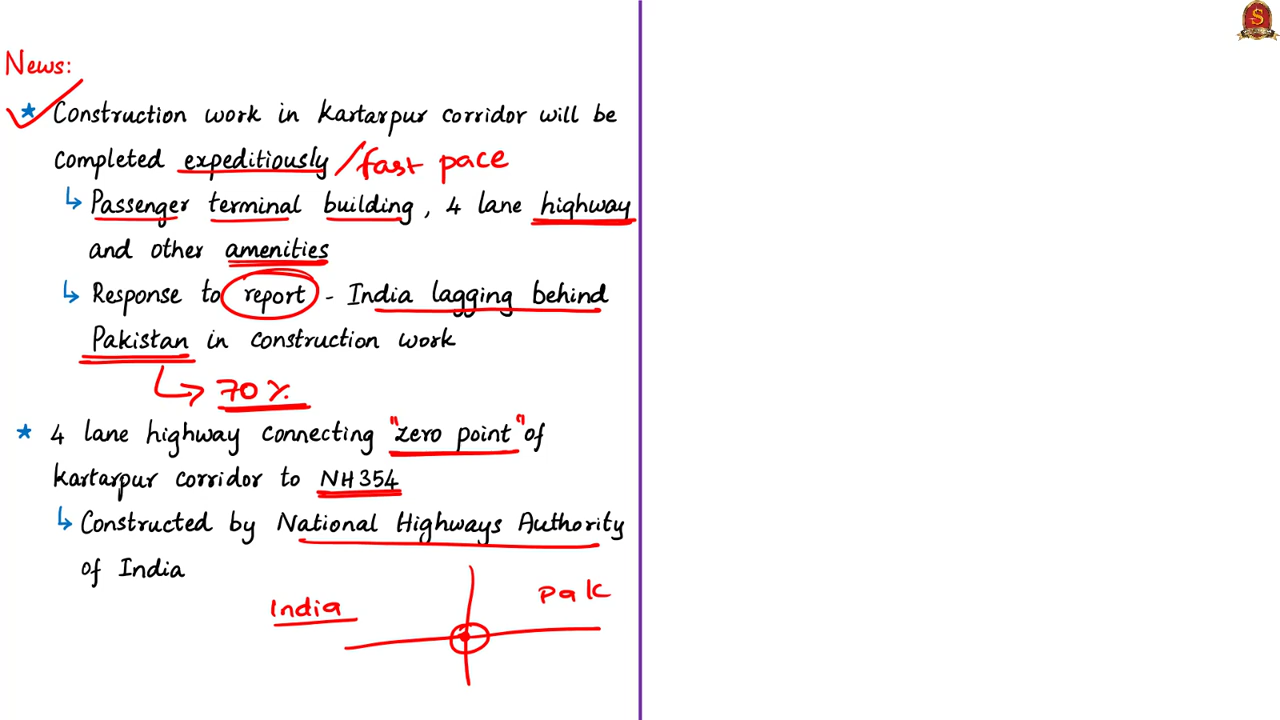 News:
* Construction work in Kartarpur corridor will be
completed expeditiously / fast pace
↳ Passenger terminal building, 4 lane highway
and other amenities
↳ Response to report - India lagging behind
Pakistan in construction work
↳ 70%
* 4 lane highway connecting "zero point" of
Kartarpur corridor to NH354
↳ Constructed by National Highways Authority
of India
India
Pak
S